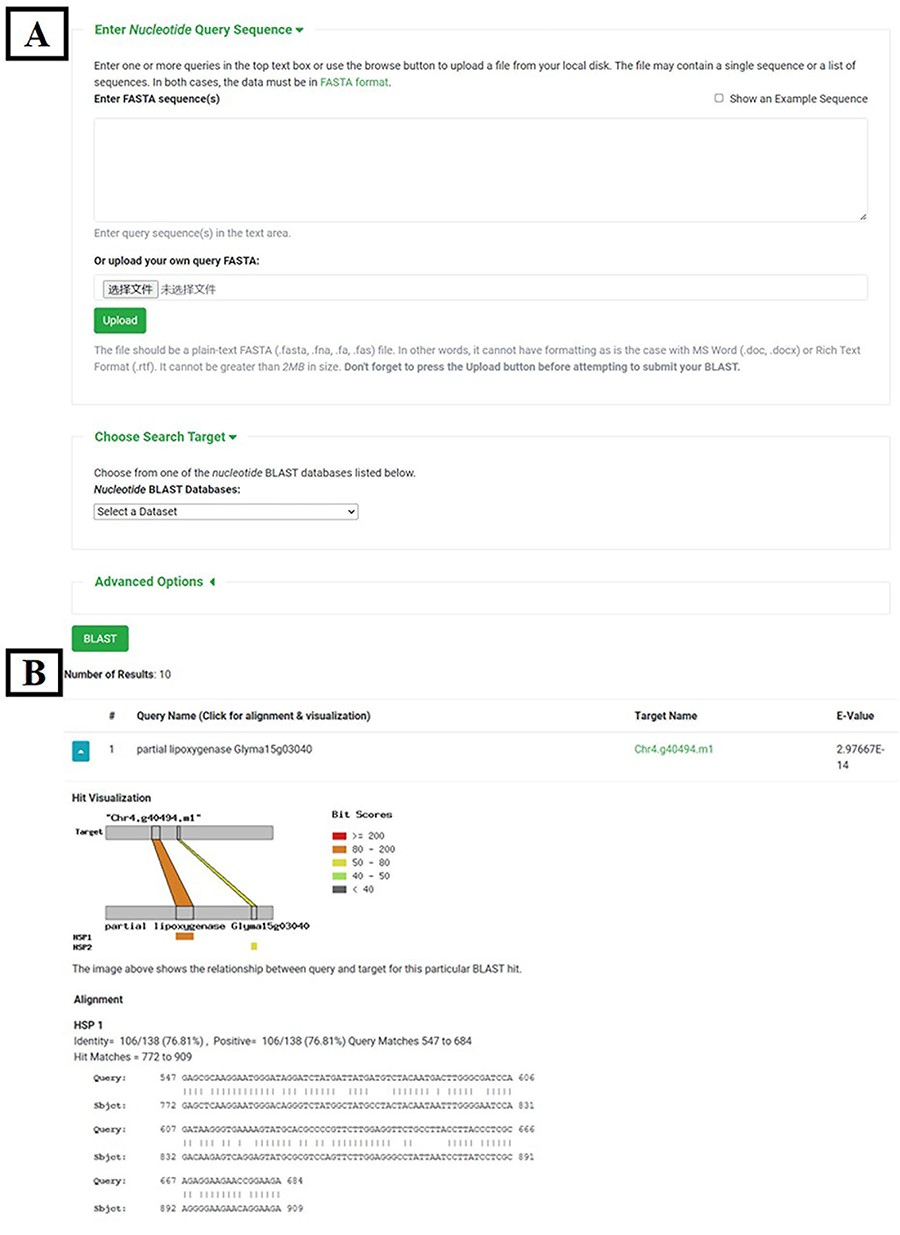 A
Enter Nucleotide Query Sequence
Enter one or more queries in the top text box or use the browse button to upload a file from your local disk. The file may contain a single sequence or a list of
sequences. In both cases, the data must be in FASTA format.
Enter FASTA sequence(s)
Show an Example Sequence
Enter query sequence(s) in the text area.
Or upload your own query FASTA:
选择文件 未选择文件
Upload
The file should be a plain-text FASTA (.fasta, .fna, .fa, .fas) file. In other words, it cannot have formatting as is the case with MS Word (.doc, .docx) or Rich Text
Format (.rtf). It cannot be greater than 2MB in size. Don't forget to press the Upload button before attempting to submit your BLAST.
Choose Search Target
Choose from one of the nucleotide BLAST databases listed below.
Nucleotide BLAST Databases:
Select a Dataset
Advanced Options
BLAST
B
Number of Results: 10
# Query Name (Click for alignment & visualization) Target Name E-Value
1 partial lipoxygenase Glyma15g03040 Chr4.g40494.m1 2.97667E-
14
Hit Visualization
"Chr4.g40494.m1"
Target
partial lipoxygenase Glyma15g03040
HSP1
HSP2
Bit Scores
>= 200
80 - 200
50 - 80
40 - 50
< 40
The image above shows the relationship between query and target for this particular BLAST hit.
Alignment
HSP 1
Identity= 106/138 (76.81%) , Positive= 106/138 (76.81%) Query Matches 547 to 684
Hit Matches = 772 to 909
Query: 547 GAGCGCAAGGAATGGGATAGGATCTATGATTATGATGTCTACAATGACTTGGGCGATCCA 606
Sbjct: 772 GAGCTCAAGGAATGGGACAGGGTCTATGGCTATGCCTACTACAATAATTTGGGGAATCCA 831
Query: 607 GATAAGGGTGAAAAGTATGCACGCCCCGTTCTTGGAGGTTCTGCCTTACCTTACCCTCGC 666
Sbjct: 832 GACAAGAGTCAGGAGTATGCGCGTCCAGTTCTTGGAGGGCCTATTAATCCTTATCCTCGC 891
Query: 667 AGAGGAAGAACCGGAAGA 684
Sbjct: 892 AGGGGAAGAACAGGAAGA 909